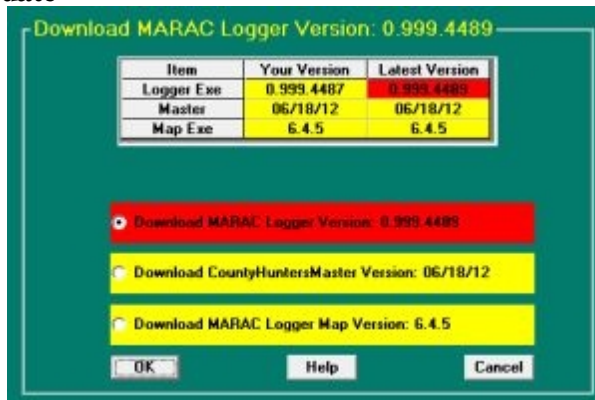 Download MARAC Logger Version: 0.999.4489
Item Your Version Latest Version
Logger Exe 0.999.4487 0.999.4489
Master 06/18/12 06/18/12
Map Exe 6.4.5 6.4.5
Download MARAC Logger Version: 0.999.4489
Download CountyHuntersMaster Version: 06/18/12
Download MARAC Logger Map Version: 6.4.5
OK Help Cancel